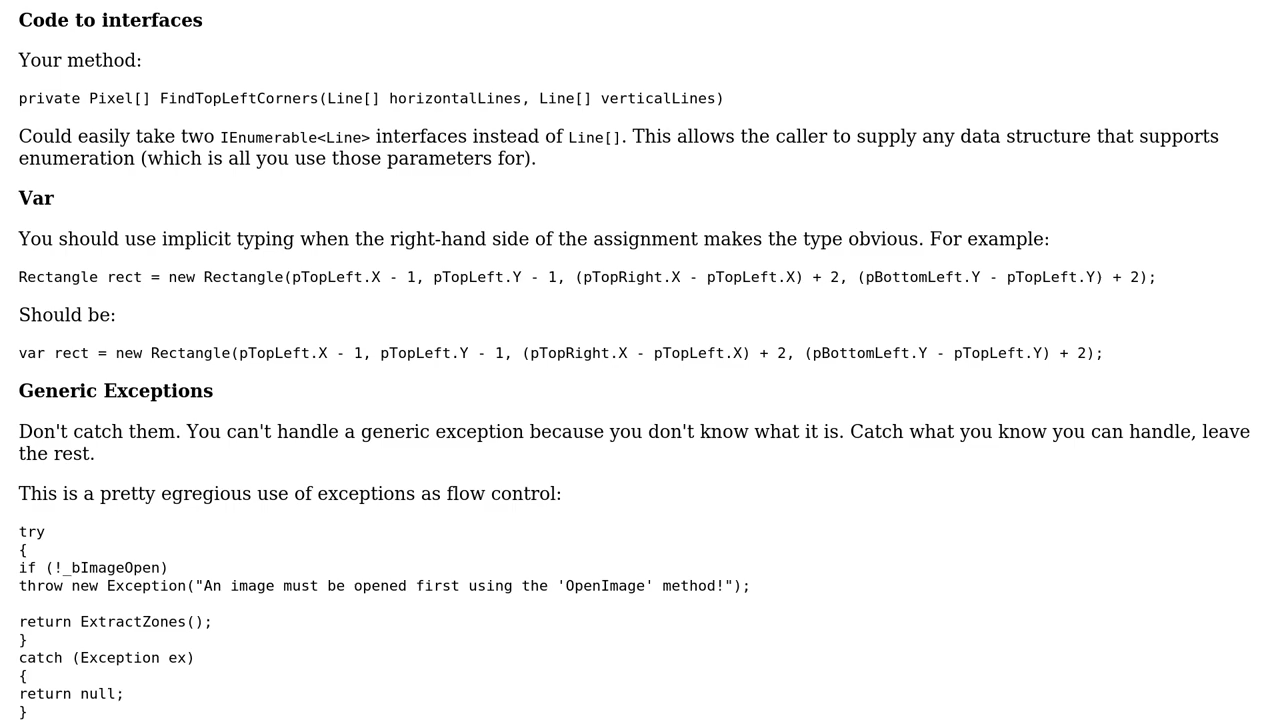 Code to interfaces
Your method:
private Pixel[] FindTopLeftCorners(Line[] horizontalLines, Line[] verticalLines)
Could easily take two IEnumerable<Line> interfaces instead of Line[]. This allows the caller to supply any data structure that supports
enumeration (which is all you use those parameters for).
Var
You should use implicit typing when the right-hand side of the assignment makes the type obvious. For example:
Rectangle rect = new Rectangle(pTopLeft.X - 1, pTopLeft.Y - 1, (pTopRight.X - pTopLeft.X) + 2, (pBottomLeft.Y - pTopLeft.Y) + 2);
Should be:
var rect = new Rectangle(pTopLeft.X - 1, pTopLeft.Y - 1, (pTopRight.X - pTopLeft.X) + 2, (pBottomLeft.Y - pTopLeft.Y) + 2);
Generic Exceptions
Don't catch them. You can't handle a generic exception because you don't know what it is. Catch what you know you can handle, leave
the rest.
This is a pretty egregious use of exceptions as flow control:
try
{
if (!_bImageOpen)
throw new Exception("An image must be opened first using the 'OpenImage' method!");
return ExtractZones();
}
catch (Exception ex)
{
return null;
}